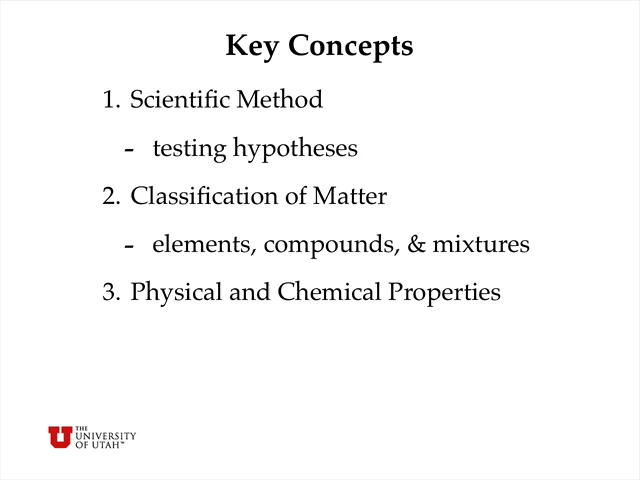 Key Concepts
1. Scientific Method
- testing hypotheses
2. Classification of Matter
- elements, compounds, & mixtures
3. Physical and Chemical Properties
THE
UNIVERSITY
OF UTAH™